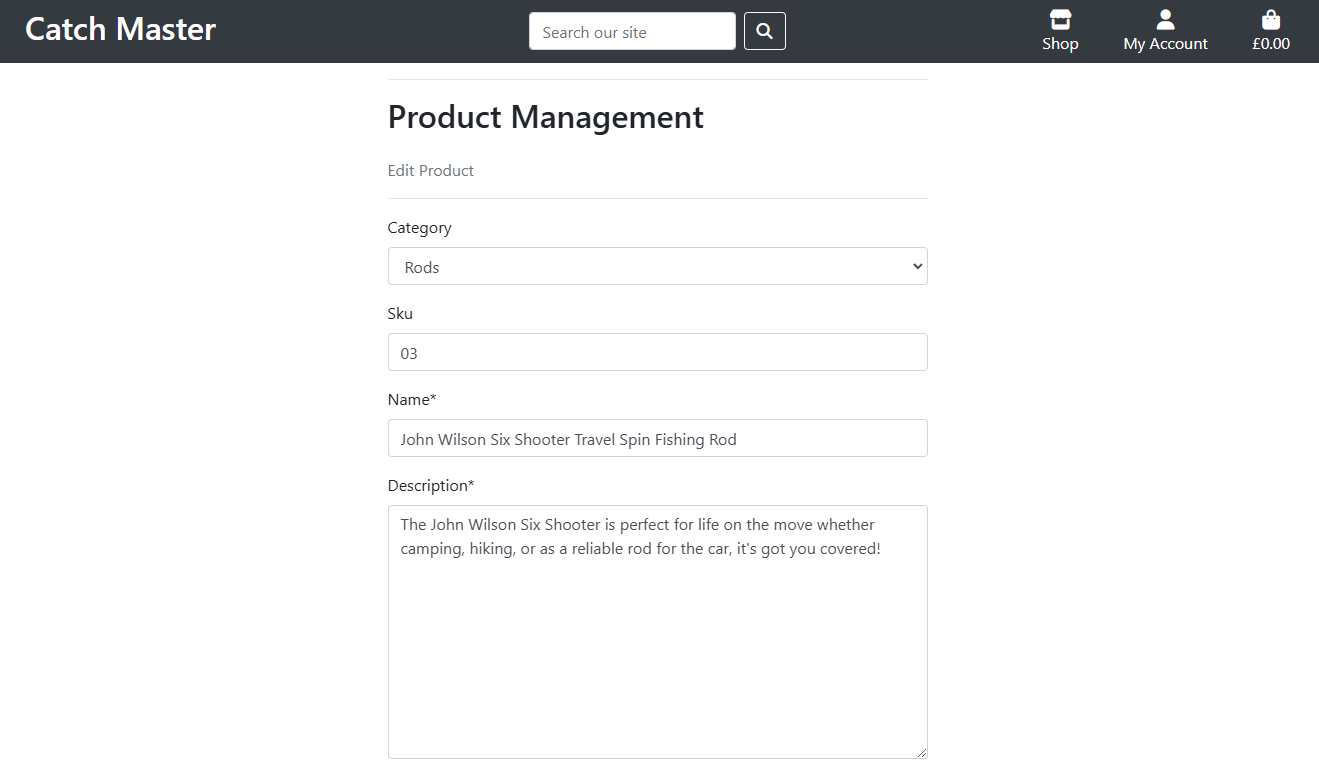 Catch Master
Search our site
Shop
My Account
£0.00
Product Management
Edit Product
Category
Rods
Sku
03
Name*
John Wilson Six Shooter Travel Spin Fishing Rod
Description*
The John Wilson Six Shooter is perfect for life on the move whether
camping, hiking, or as a reliable rod for the car, it's got you covered!